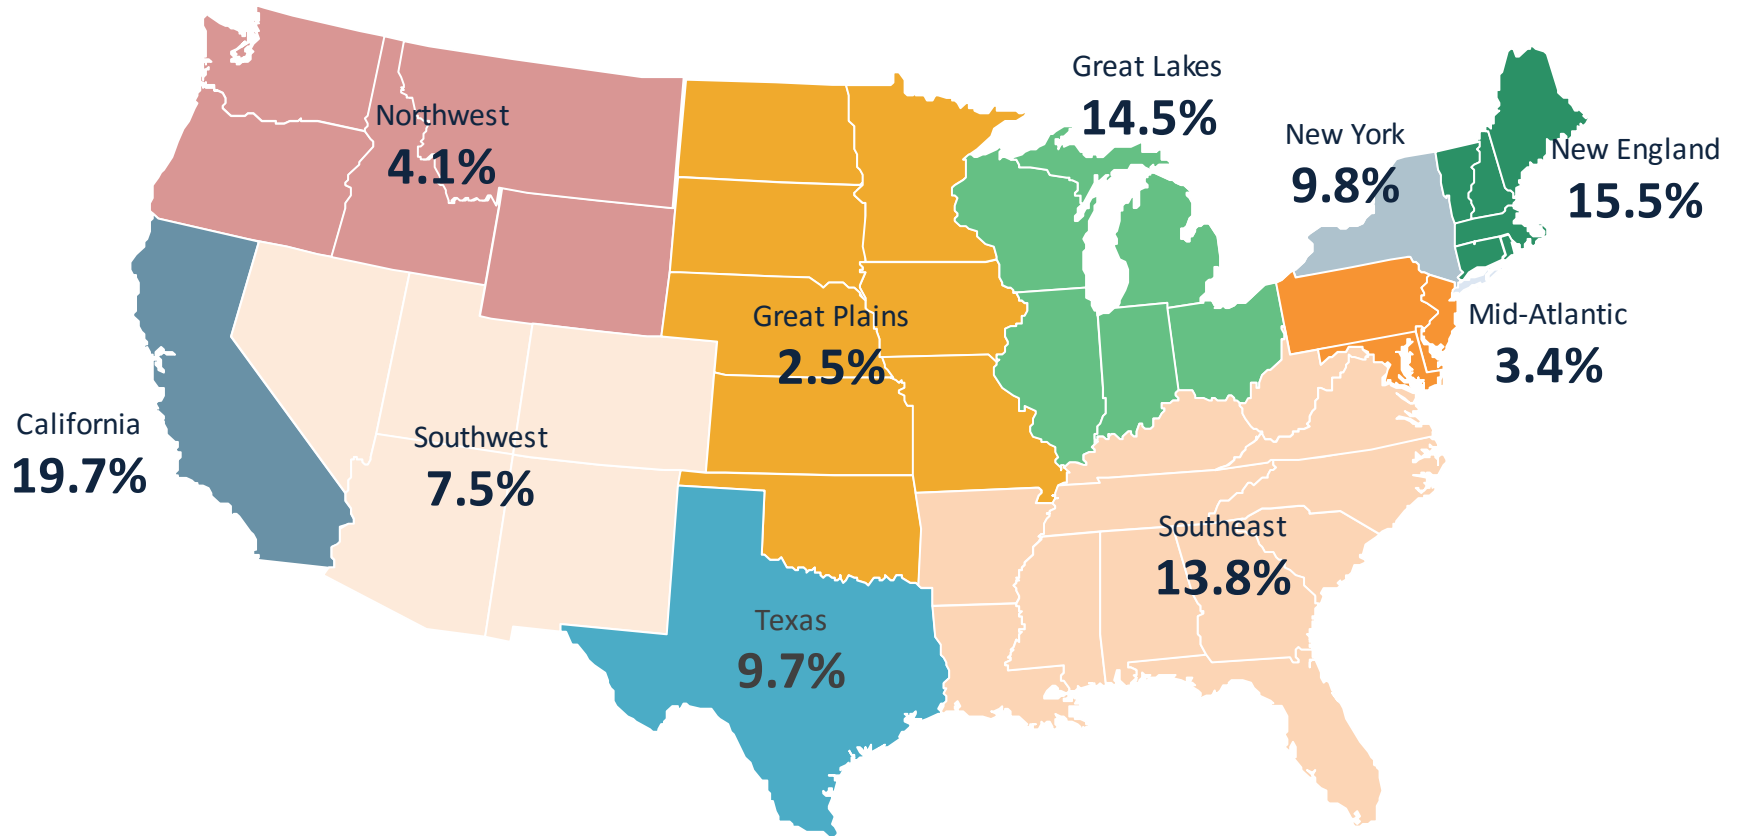 Great Lakes
14.5%
Northwest
4.1%
New York
9.8%
New England
15.5%
Great Plains
2.5%
Mid-Atlantic
3.4%
California
19.7%
Southwest
7.5%
Southeast
13.8%
Texas
9.7%